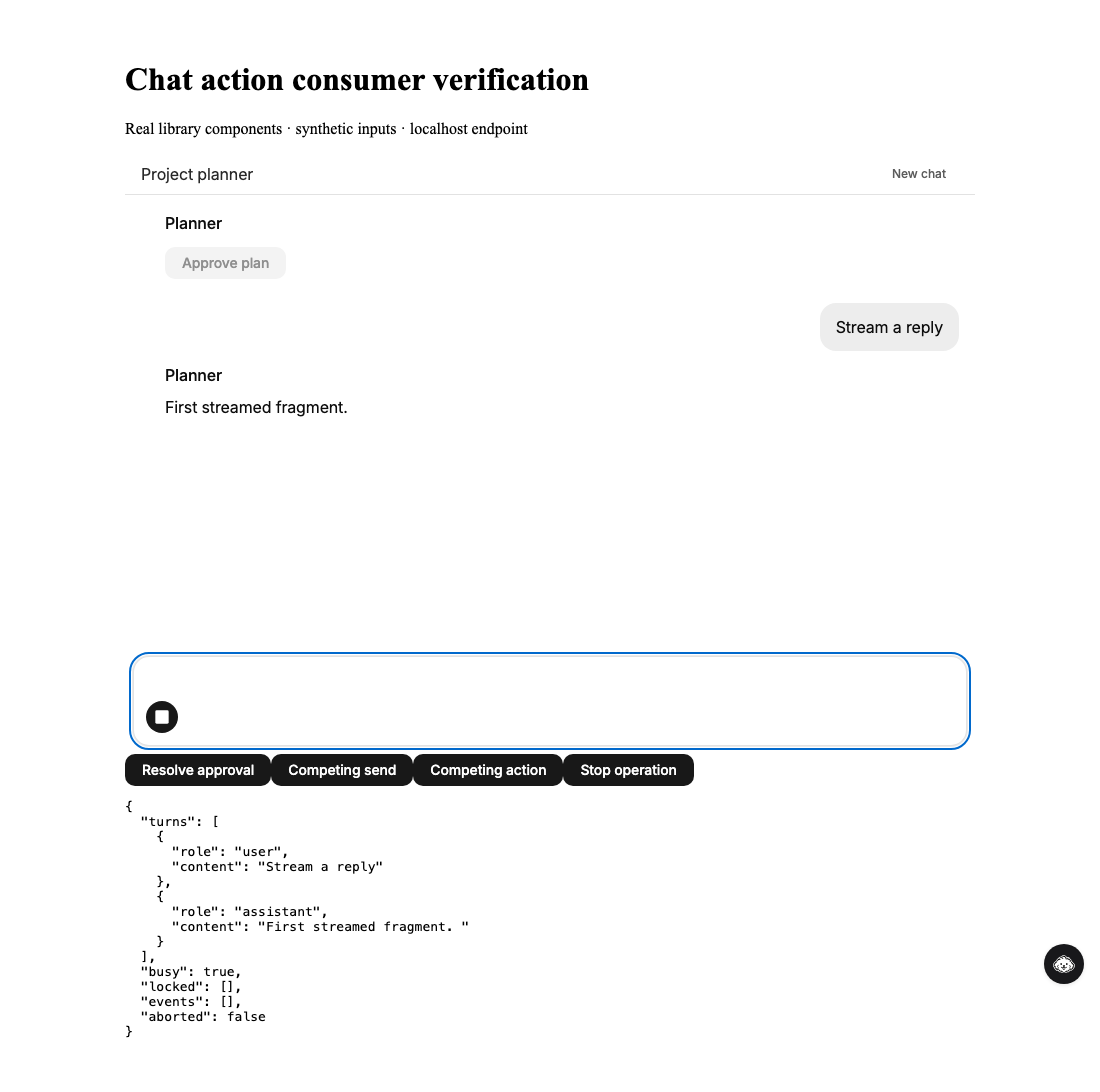 Chat action consumer verification
Real library components · synthetic inputs · localhost endpoint
Project planner
New chat
Planner
Approve plan
Stream a reply
Planner
First streamed fragment.
Resolve approval
Competing send
Competing action
Stop operation
{
  "turns": [
    {
      "role": "user",
      "content": "Stream a reply"
    },
    {
      "role": "assistant",
      "content": "First streamed fragment. "
    }
  ],
  "busy": true,
  "locked": [],
  "events": [],
  "aborted": false
}